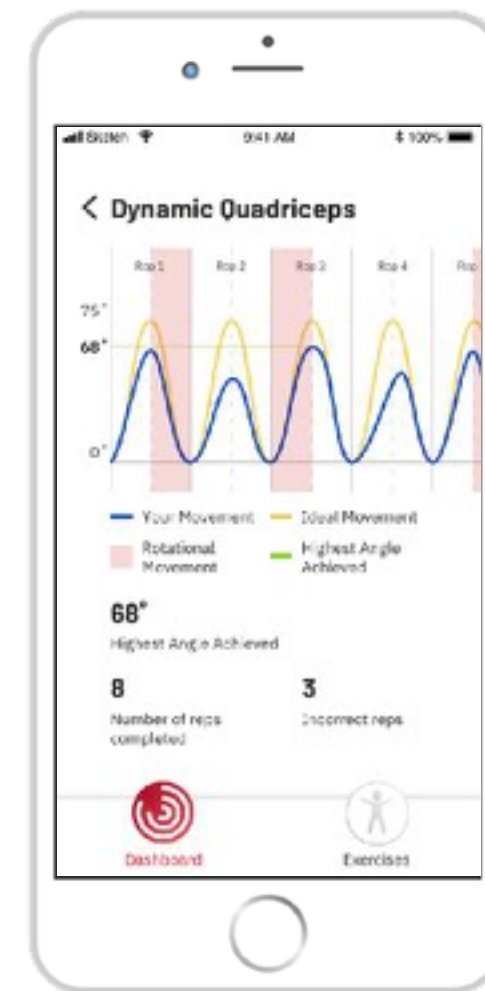 9:41 AM
100%
< Dynamic Quadriceps
Rep 1 Rep 2 Rep 3 Rep 4 Rep
75°
68°
0°
Your Movement Ideal Movement
Rotational Highest Angle
Movement Achieved
68°
Highest Angle Achieved
8 3
Number of reps Incorrect reps
completed
Dashboard Exercises